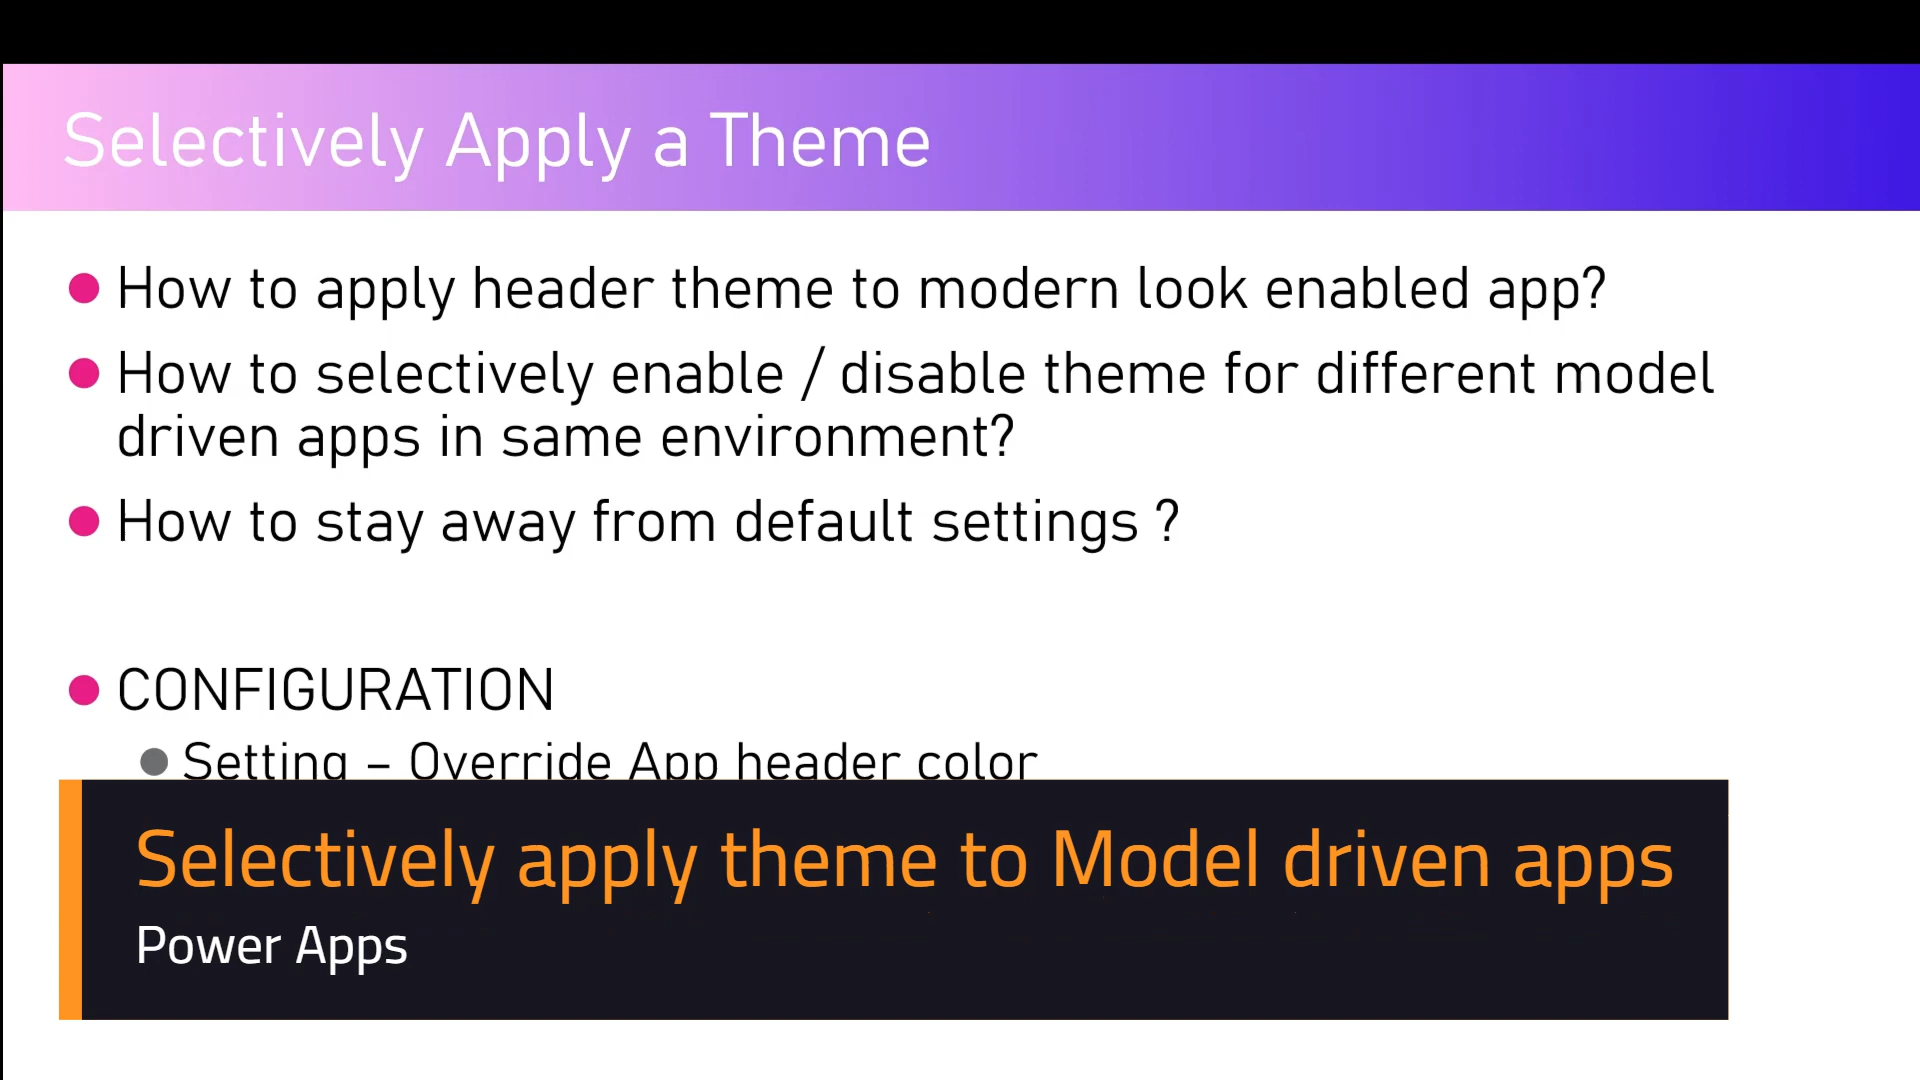 Selectively Apply a Theme
How to apply header theme to modern look enabled app?
How to selectively enable / disable theme for different model
driven apps in same environment?
How to stay away from default settings ?
CONFIGURATION
Setting – Override App header color
Selectively apply theme to Model driven apps
Power Apps